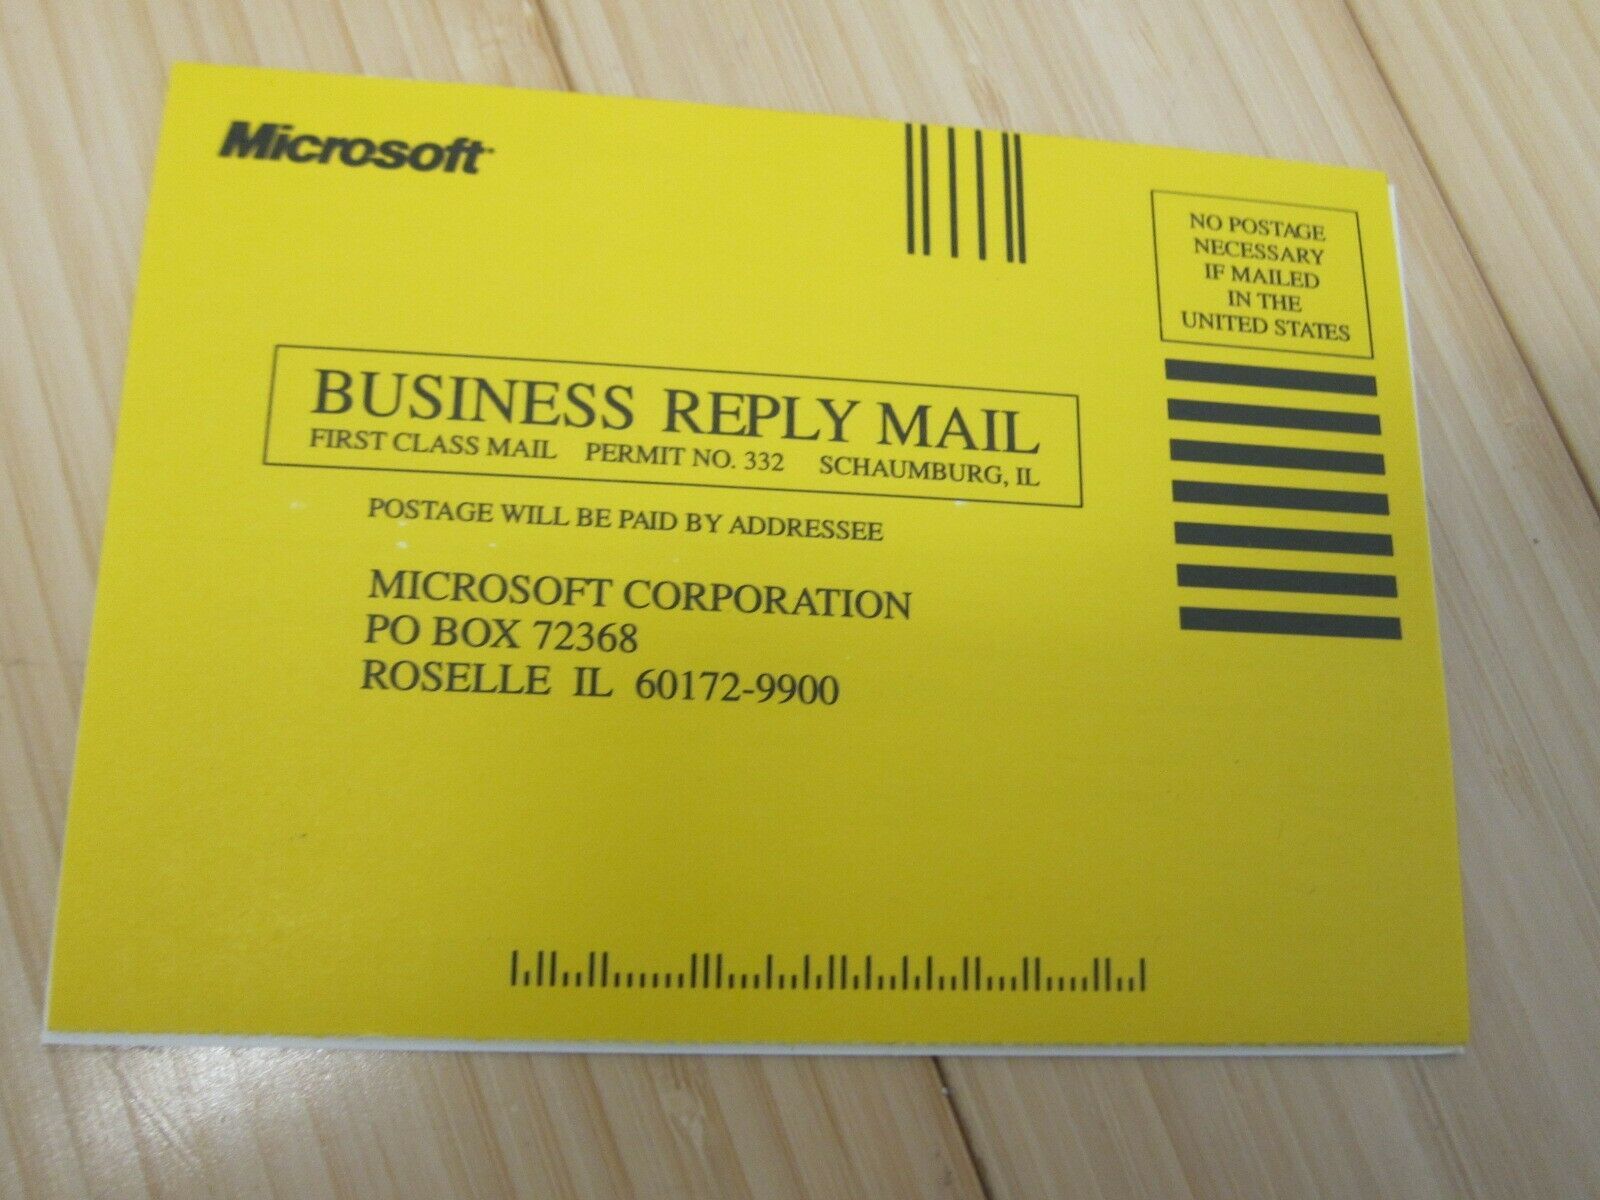 Microsoft
NO POSTAGE
NECESSARY
IF MAILED
IN THE
UNITED STATES
BUSINESS REPLY MAIL
FIRST CLASS MAIL PERMIT NO. 332 SCHAUMBURG, IL
POSTAGE WILL BE PAID BY ADDRESSEE
MICROSOFT CORPORATION
PO BOX 72368
ROSELLE IL 60172-9900